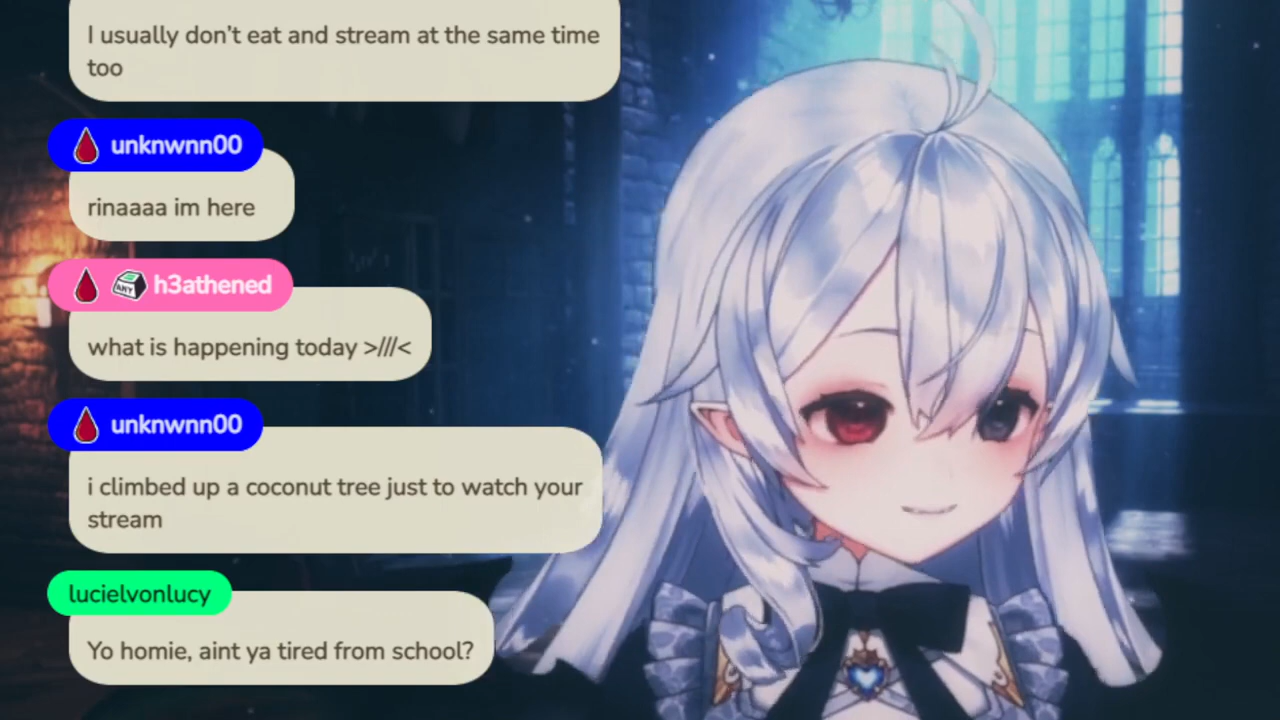 I usually don't eat and stream at the same time
too
unknwnn00
rinaaaa im here
ANY h3athened
what is happening today >///<
unknwnn00
i climbed up a coconut tree just to watch your
stream
lucielvonlucy
Yo homie, aint ya tired from school?